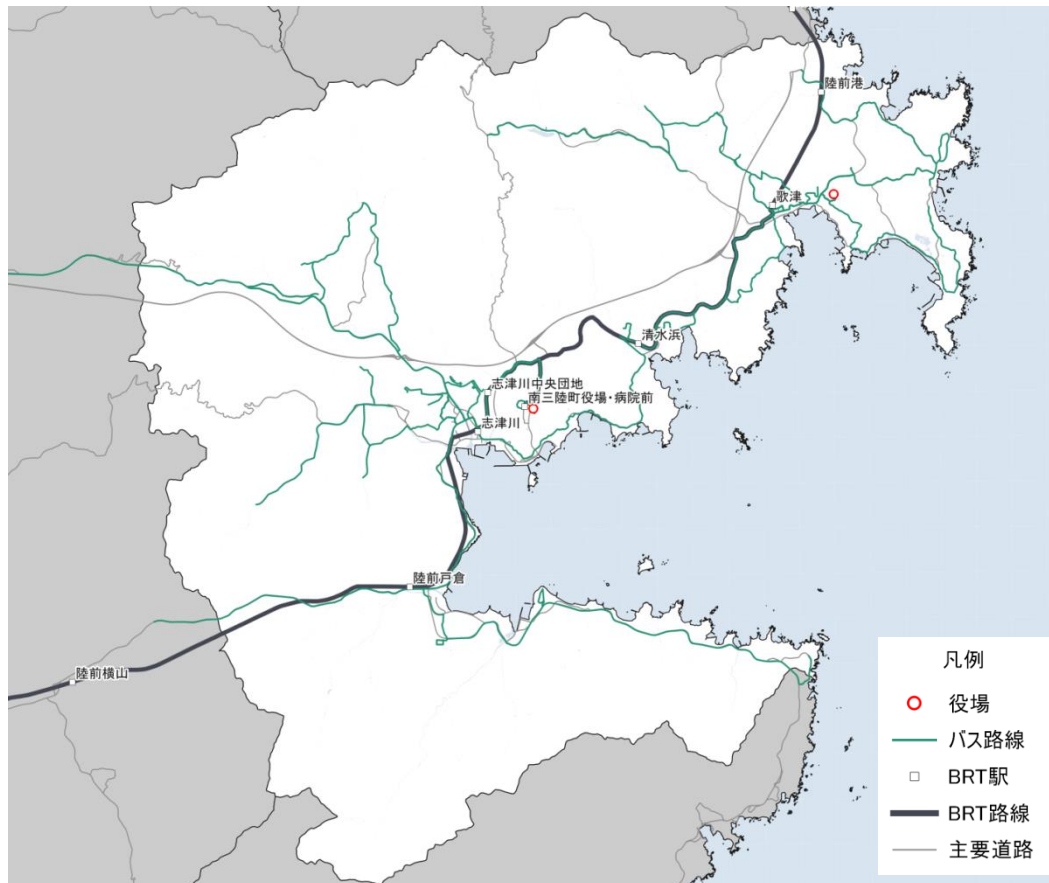 陸前港
歌津
清水浜
志津川中央団地
南三陸町役場・病院前
志津川
陸前戸倉
陸前横山
凡例
役場
バス路線
BRT駅
BRT路線
主要道路